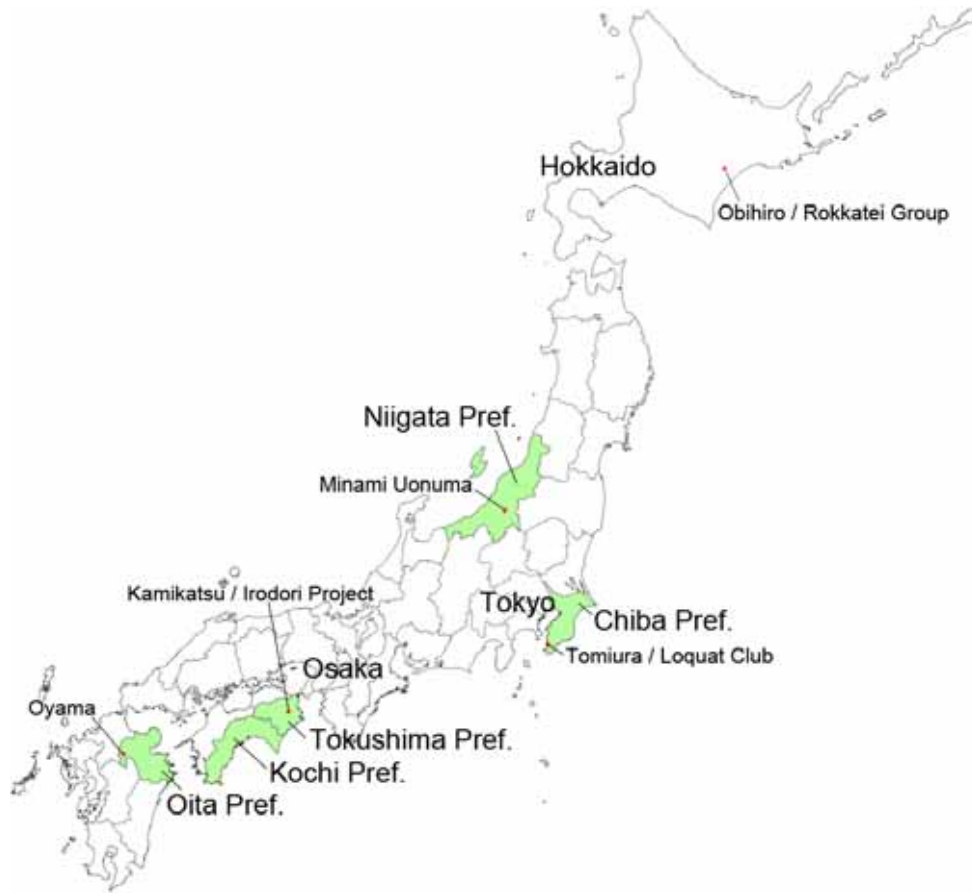 Hokkaido
Obihiro / Rokkatei Group
Niigata Pref.
Minami Uonuma
Kamikatsu / Irodori Project
Tokyo
Chiba Pref.
Tomiura / Loquat Club
Osaka
Oyama
Tokushima Pref.
Kochi Pref.
Oita Pref.